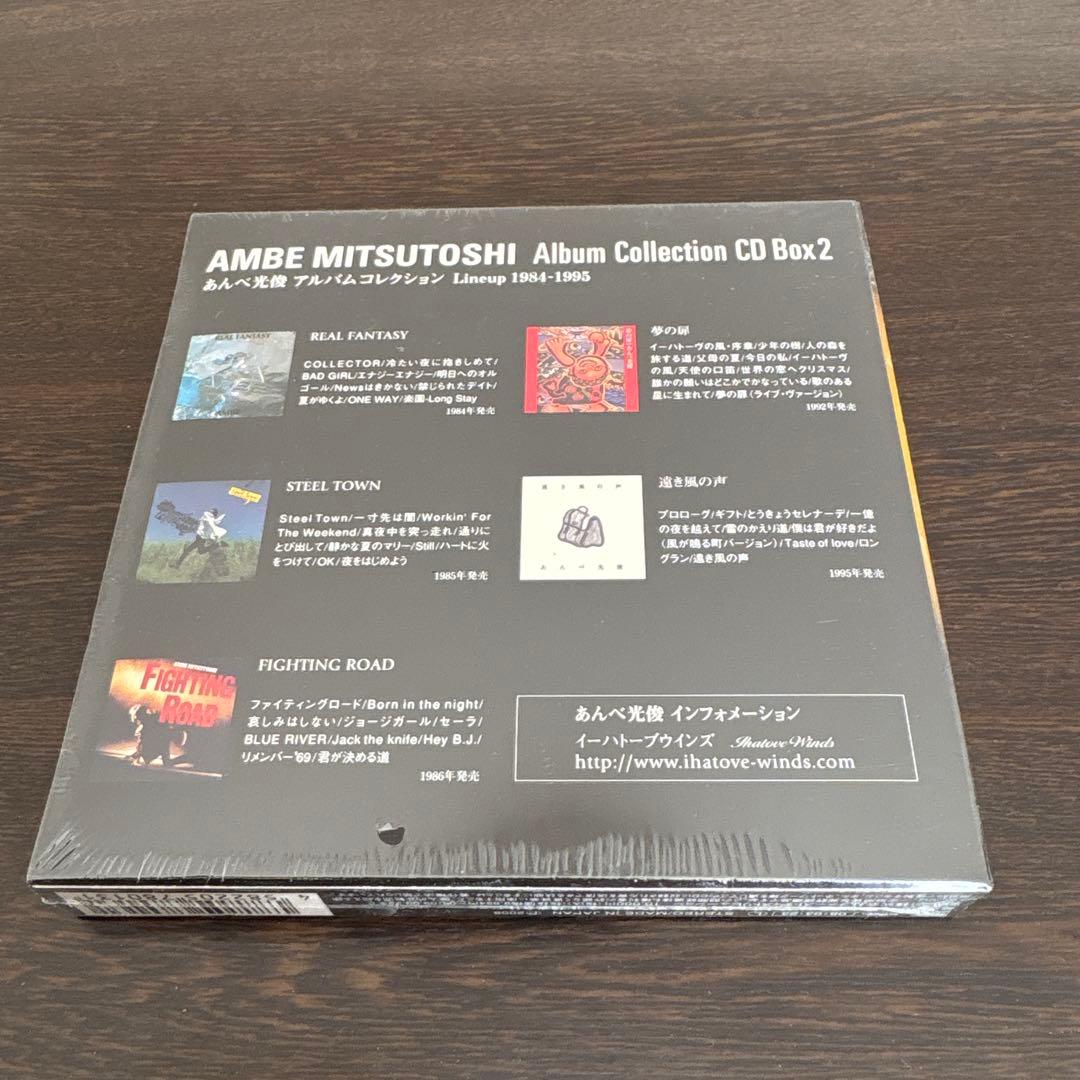 AMBE MITSUTOSHI Album Collection CD Box2
あんべ光俊 アルバムコレクション Lineup 1984-1995
REAL FANTASY
REAL FANTASY
COLLECTOR/冷たい夜に抱きしめて/
BAD GIRL/エナジーエナジー/明日へのオル
ゴール/Newsはきかない/禁じられたデイト/
夏がゆくよ/ONE WAY/楽園-Long Stay
1984年発売
STEEL TOWN
Steel Town/一寸先は闇/Workin' For
The Weekend/真夜中を突っ走れ/通りに
とび出して/静かな夏のマリー/Still/ハートに火
をつけて/OK/夜をはじめよう
1985年発売
AMBE MITSUTOSHI
FIGHTING
ROAD
FIGHTING ROAD
ファイティングロード/Born in the night/
哀しみはしない/ジョージガール/セーラ/
BLUE RIVER/Jack the knife/Hey B.J./
リメンバー'69/君が決める道
1986年発売
夢の扉
イーハトーヴの風・序章/少年の樹/人の森を
旅する道/父母の夏/今日の私/イーハトーヴ
の風/天使の口笛/世界の窓へクリスマス/
誰かの願いはどこかでかなっている/歌のある
星に生まれて/夢の扉(ライブ・ヴァージョン)
1992年発売
遠き風の声
あんべ光俊
遠き風の声
プロローグ/ギフト/とうきょうセレナーデ/一億
の夜を越えて/雪のかえり道/僕は君が好きだよ
(風が鳴る町バージョン)/Taste of love/ロン
グラン/遠き風の声
1995年発売
あんべ光俊 インフォメーション
イーハトーブウインズ Ihatove Winds
http://www.ihatove-winds.com